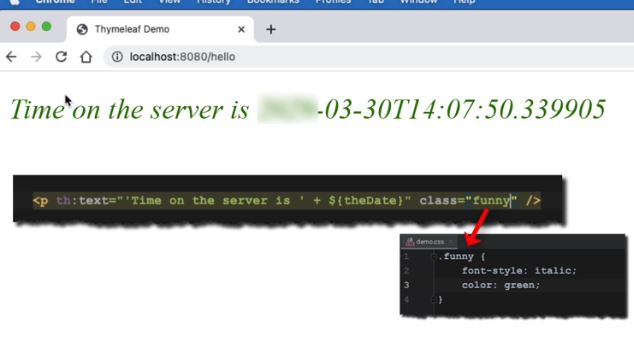 Chrome File Edit View History Bookmarks Profiles Tab Window Help
Thymeleaf Demo
localhost:8080/hello
Time on the server is -03-30T14:07:50.339905
<p th:text="'Time on the server is ' + ${theDate}" class="funny" />
demo.css
1 .funny {
2 font-style: italic;
3 color: green;
4 }